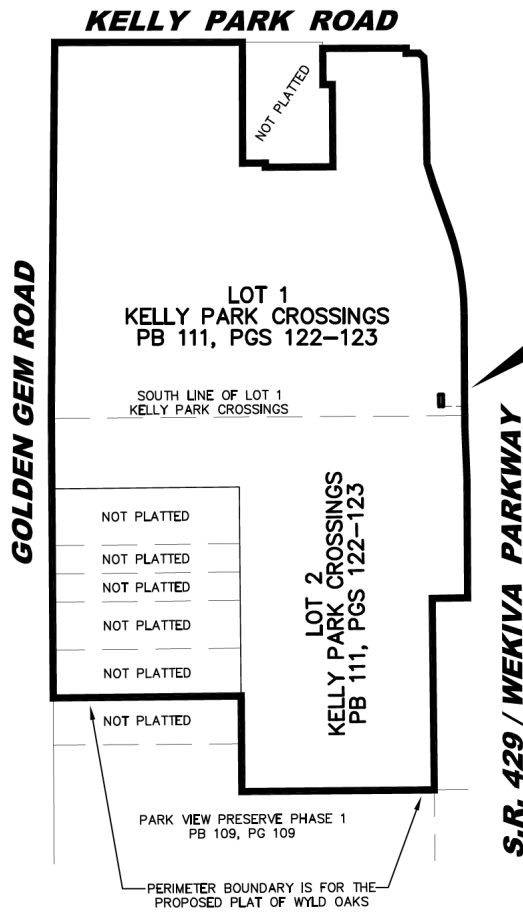 KELLY PARK ROAD
NOT PLATTED
GOLDEN GEM ROAD
LOT 1
KELLY PARK CROSSINGS
PB 111, PGS 122-123
SOUTH LINE OF LOT 1
KELLY PARK CROSSINGS
S.R. 429 / WEKIVA PARKWAY
NOT PLATTED
NOT PLATTED
NOT PLATTED
NOT PLATTED
NOT PLATTED
NOT PLATTED
LOT 2
KELLY PARK CROSSINGS
PB 111, PGS 122-123
PARK VIEW PRESERVE PHASE 1
PB 109, PG 109
PERIMETER BOUNDARY IS FOR THE
PROPOSED PLAT OF WYLD OAKS